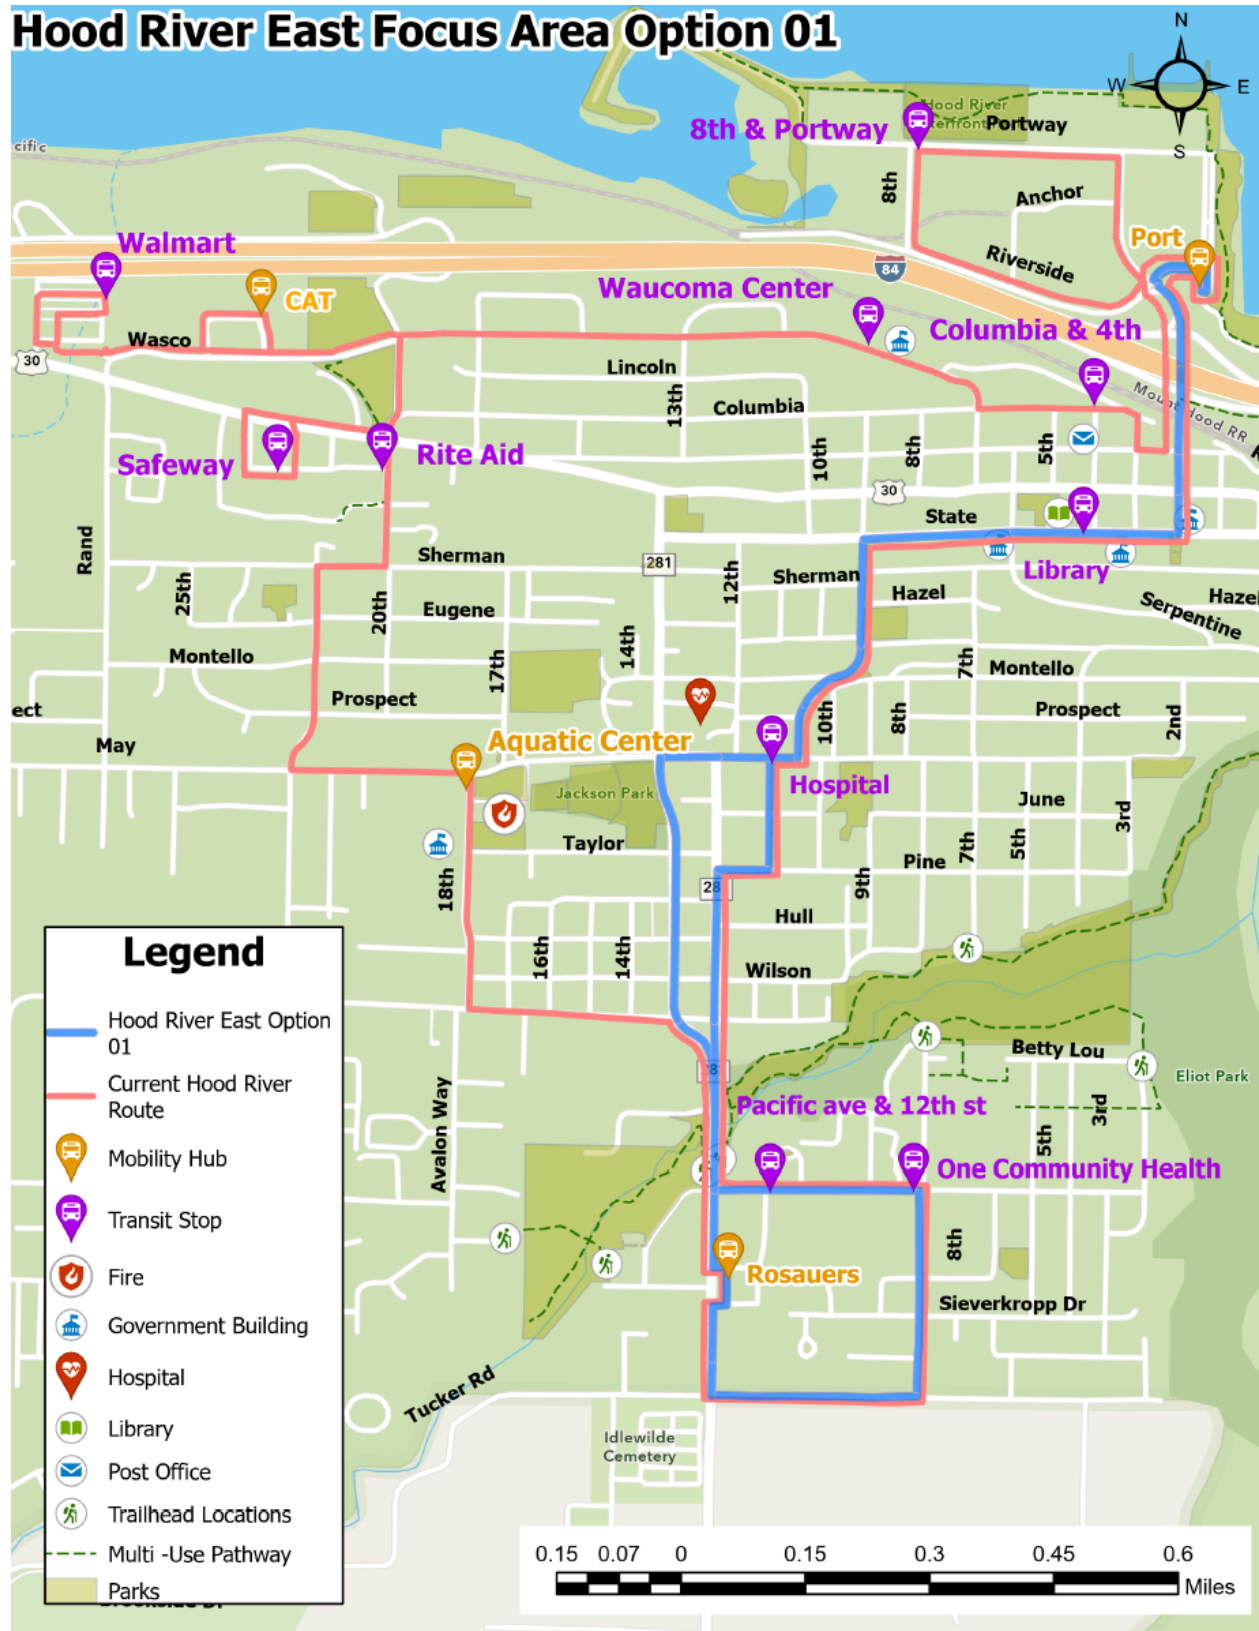 Hood River East Focus Area Option 01
N
W
E
S
cific
Hood River
8th & Portway
Portway
8th
Anchor
Riverside
Port
Walmart
84
CAT
Waucoma Center
Columbia & 4th
Wasco
30
Lincoln
13th
Columbia
Mount Hood RR
10th
8th
5th
Safeway
Rite Aid
30
State
Rand
Sherman
281
12th
Sherman
Library
25th
20th
Eugene
Hazel
Hazel
Serpentine
14th
Montello
17th
7th
Montello
ect
Prospect
10th
8th
Prospect
2nd
May
Aquatic Center
Hospital
Jackson Park
June
3rd
Taylor
7th
5th
Pine
18th
28
9th
Hull
16th
14th
Wilson
Betty Lou
Eliot Park
Avalon Way
Pacific ave & 12th st
3rd
5th
One Community Health
8th
Rosauers
Sieverkropp Dr
Tucker Rd
Idlewilde
Cemetery
Legend
Hood River East Option
01
Current Hood River
Route
Mobility Hub
Transit Stop
Fire
Government Building
Hospital
Library
Post Office
Trailhead Locations
Multi -Use Pathway
Parks
0.15 0.07 0 0.15 0.3 0.45 0.6
Miles